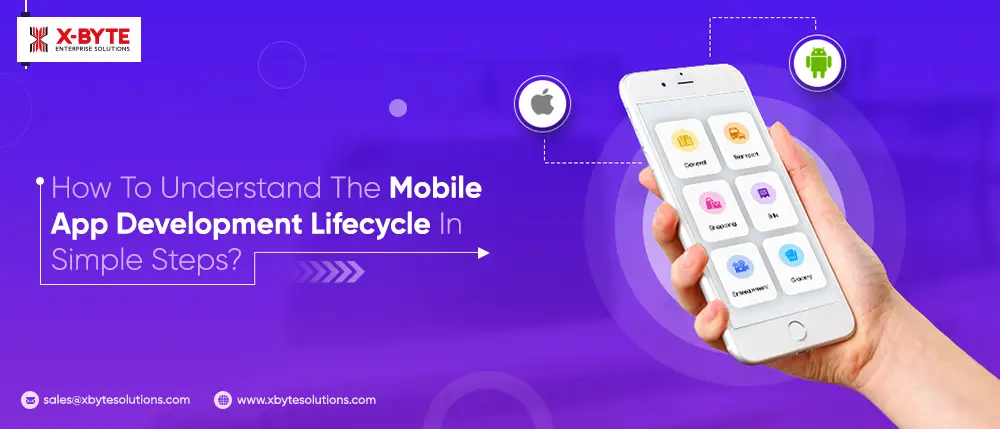 X-BYTE
ENTERPRISE SOLUTIONS
How To Understand The Mobile
App Development Lifecycle In
Simple Steps?
General
Transport
Shopping
Bills
Entertainment
Grocery
sales@xbytesolutions.com
www.xbytesolutions.com